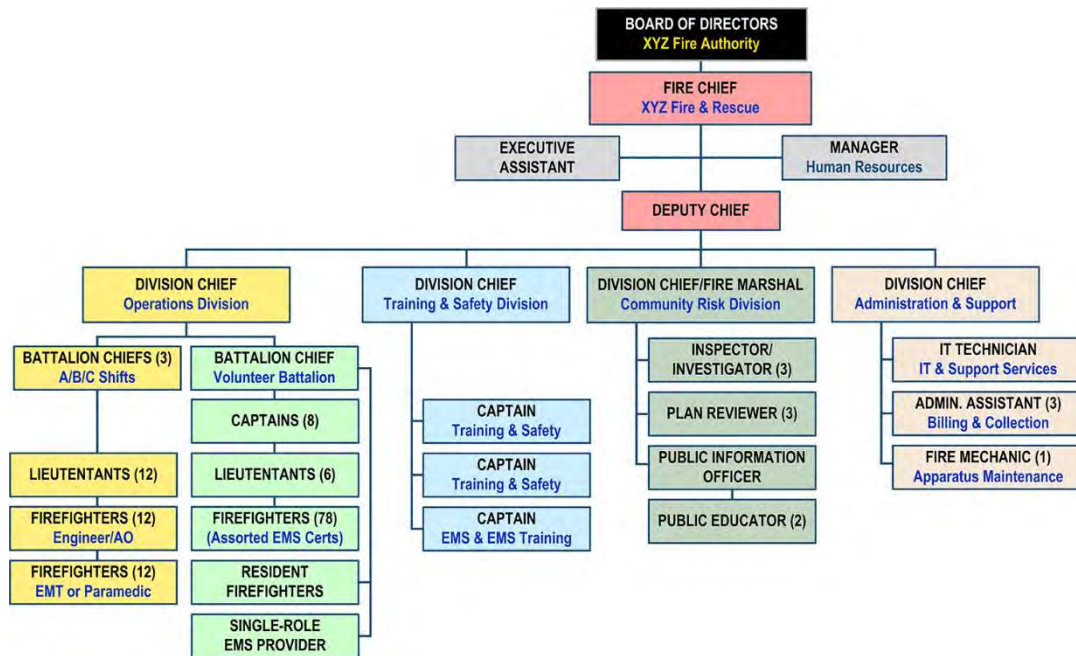 BOARD OF DIRECTORS
XYZ Fire Authority
FIRE CHIEF
XYZ Fire & Rescue
EXECUTIVE
ASSISTANT
MANAGER
Human Resources
DEPUTY CHIEF
DIVISION CHIEF
Operations Division
DIVISION CHIEF
Training & Safety Division
DIVISION CHIEF/FIRE MARSHAL
Community Risk Division
DIVISION CHIEF
Administration & Support
BATTALION CHIEFS (3)
A/B/C Shifts
LIEUTENTANTS (12)
FIREFIGHTERS (12)
Engineer/AO
FIREFIGHTERS (12)
EMT or Paramedic
BATTALION CHIEF
Volunteer Battalion
CAPTAINS (8)
LIEUTENTANTS (6)
FIREFIGHTERS (78)
(Assorted EMS Certs)
RESIDENT
FIREFIGHTERS
SINGLE-ROLE
EMS PROVIDER
CAPTAIN
Training & Safety
CAPTAIN
Training & Safety
CAPTAIN
EMS & EMS Training
INSPECTOR/
INVESTIGATOR (3)
PLAN REVIEWER (3)
PUBLIC INFORMATION
OFFICER
PUBLIC EDUCATOR (2)
IT TECHNICIAN
IT & Support Services
ADMIN. ASSISTANT (3)
Billing & Collection
FIRE MECHANIC (1)
Apparatus Maintenance